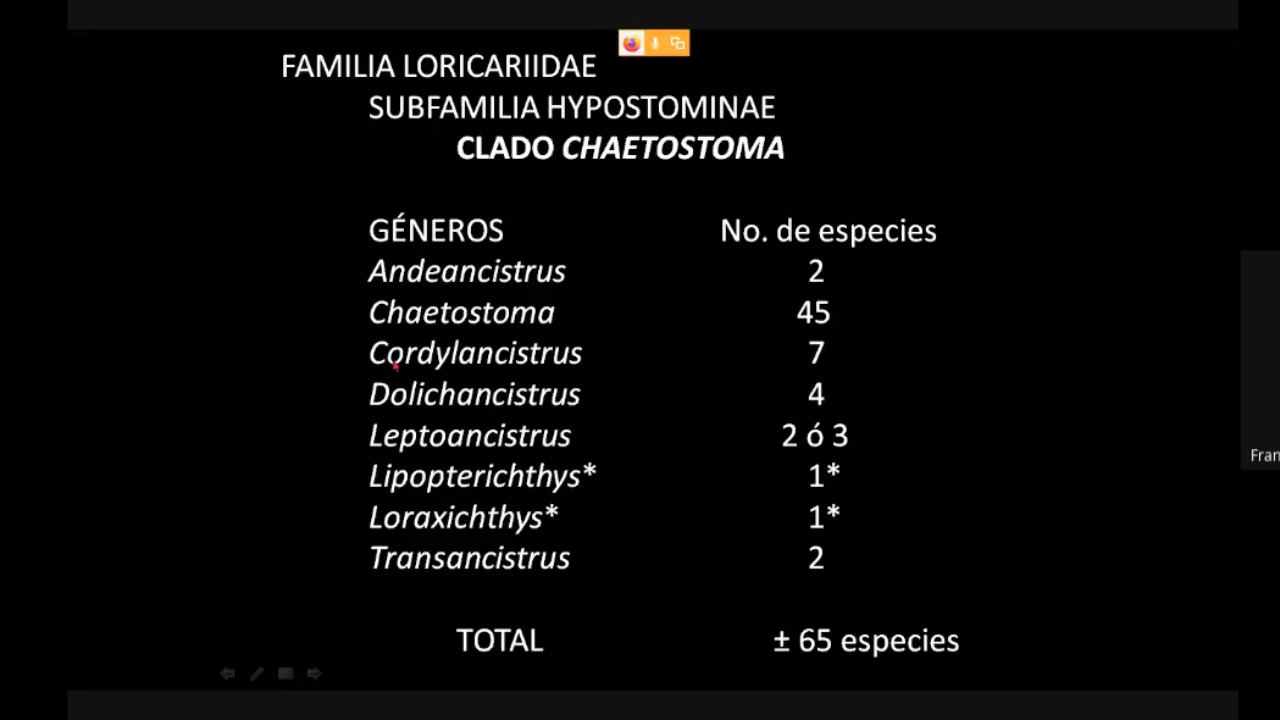 FAMILIA LORICARIIDAE
SUBFAMILIA HYPOSTOMINAE
CLADO CHAETOSTOMA
GÉNEROS No. de especies
Andeancistrus 2
Chaetostoma 45
Cordylancistrus 7
Dolichancistrus 4
Leptoancistrus 2 ó 3
Lipopterichthys* 1*
Loraxichthys* 1*
Transancistrus 2
TOTAL ± 65 especies
Fran